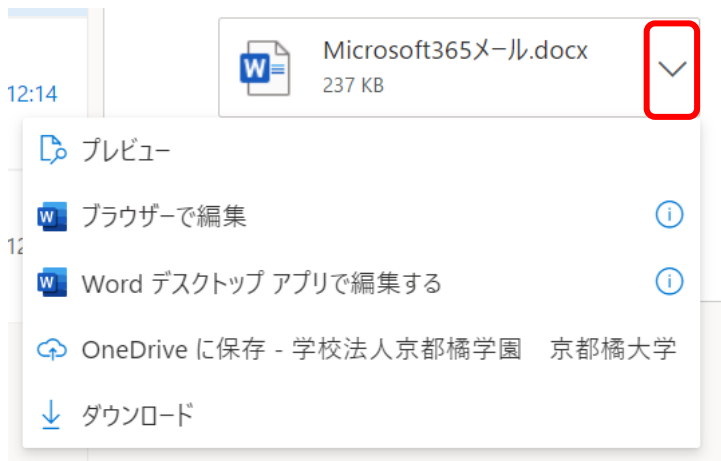 Microsoft365メール.docx
237 KB
12:14
プレビュー
ブラウザーで編集
12
Word デスクトップ アプリで編集する
OneDrive に保存 - 学校法人京都橘学園　京都橘大学
ダウンロード